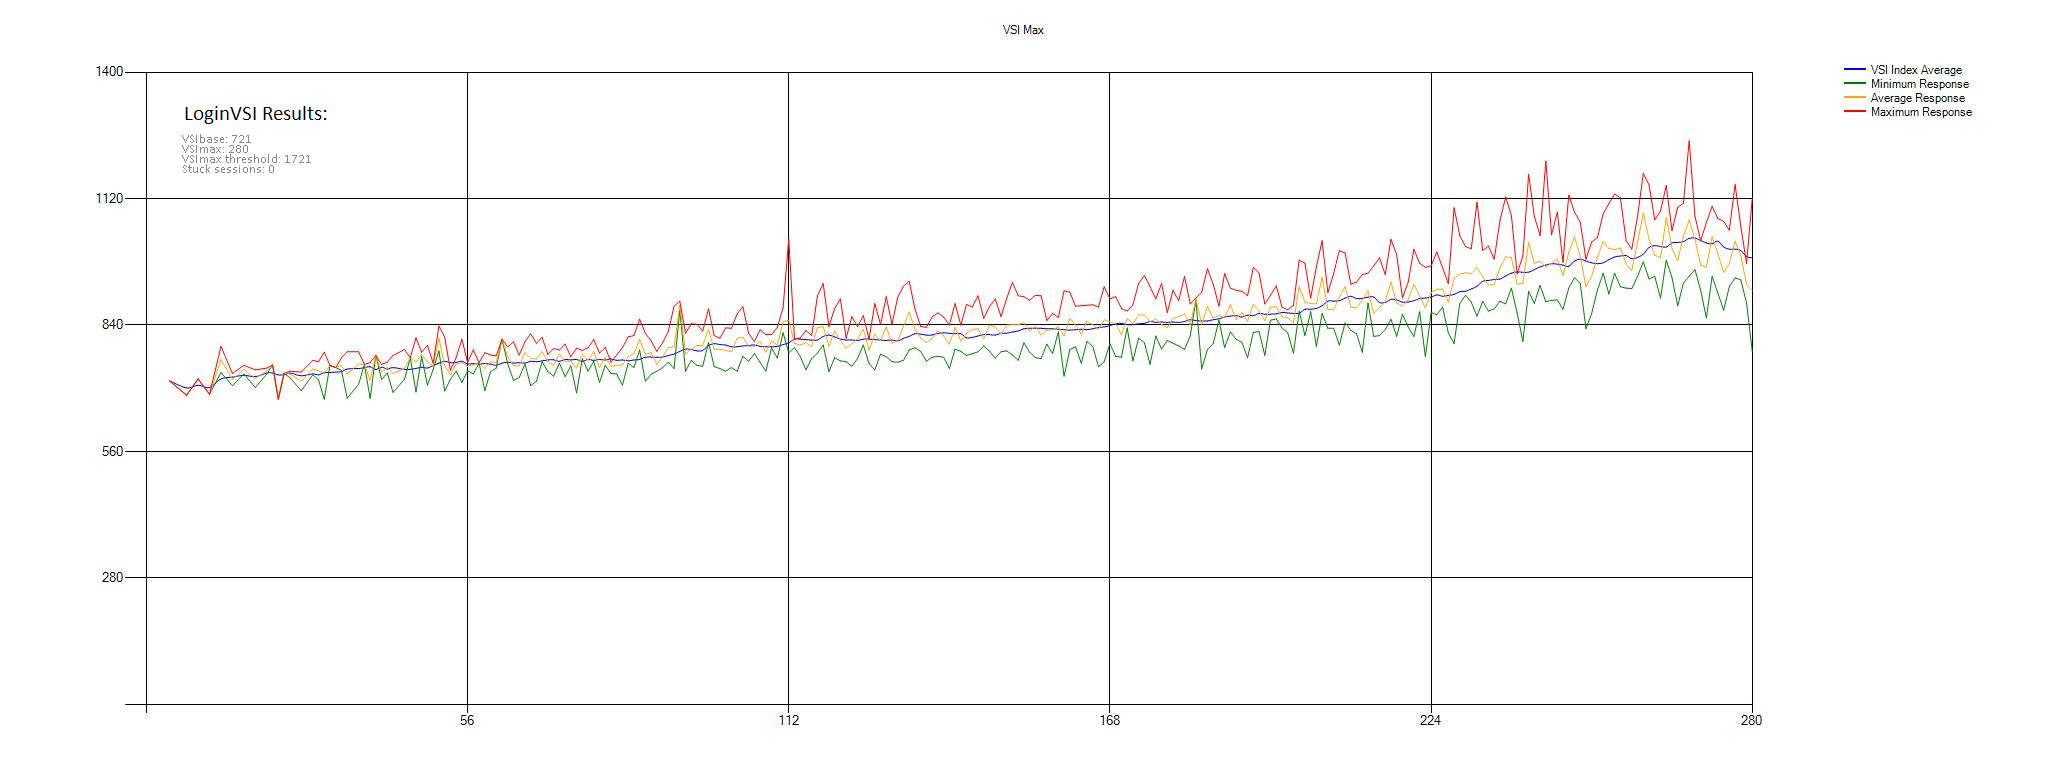 VSI Max
1400
1120
840
560
280
LoginVSI Results:
VSIbase: 721
VSImax: 280
VSImax threshold: 1721
Stuck sessions: 0
VSI Index Average
Minimum Response
Average Response
Maximum Response
56
112
168
224
280